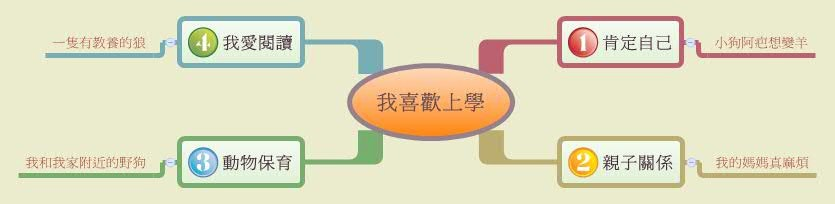 我喜歡上學
1 肯定自己
小狗阿疤想變羊
2 親子關係
我的媽媽真麻煩
3 動物保育
我和我家附近的野狗
4 我愛閱讀
一隻有教養的狼